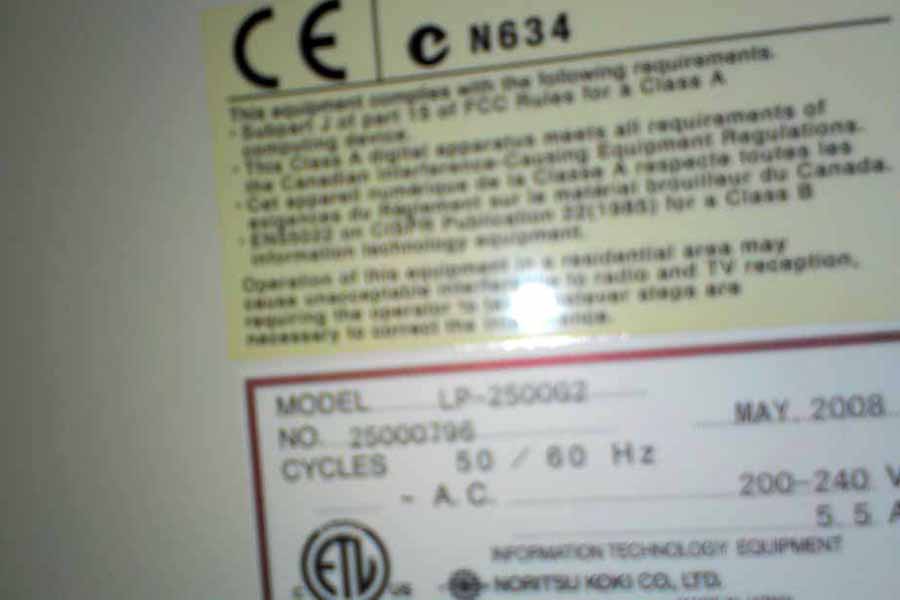 CE N634
This equipment complies with the following requirements.
- Subpart J of part 15 of FCC Rules for a Class A
computing device.
- This Class A digital apparatus meets all requirements of
the Canadian Interference-Causing Equipment Regulations.
- Cet appareil numérique de la Classe A respecte toutes les
exigences du Règlement sur le matériel brouilleur du Canada.
- EN55022 on CISPR Publication 22(1985) for a Class B
information technology equipment.
Operation of this equipment in a residential area may
cause unacceptable to radio and TV reception,
requiring the operator to steps are
necessary to correct the
MODEL LP-2500G2
MAY. 2008
NO.
CYCLES 50 / 60 Hz
- A.C. 200-240 V
5.5 A
ETL
C US
INFORMATION TECHNOLOGY EQUIPMENT
NORITSU KOKI CO., LTD.